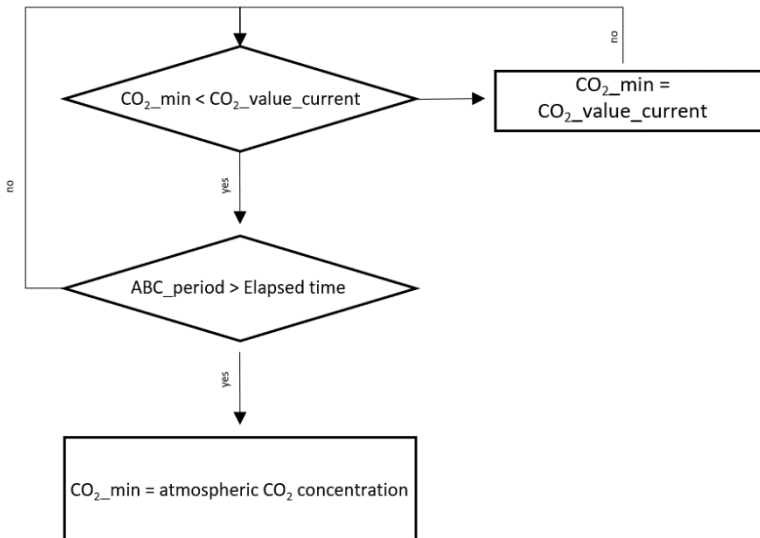 no
CO₂_min < CO₂_value_current
CO₂_min =
CO₂_value_current
yes
no
ABC_period > Elapsed time
yes
CO₂_min = atmospheric CO₂ concentration